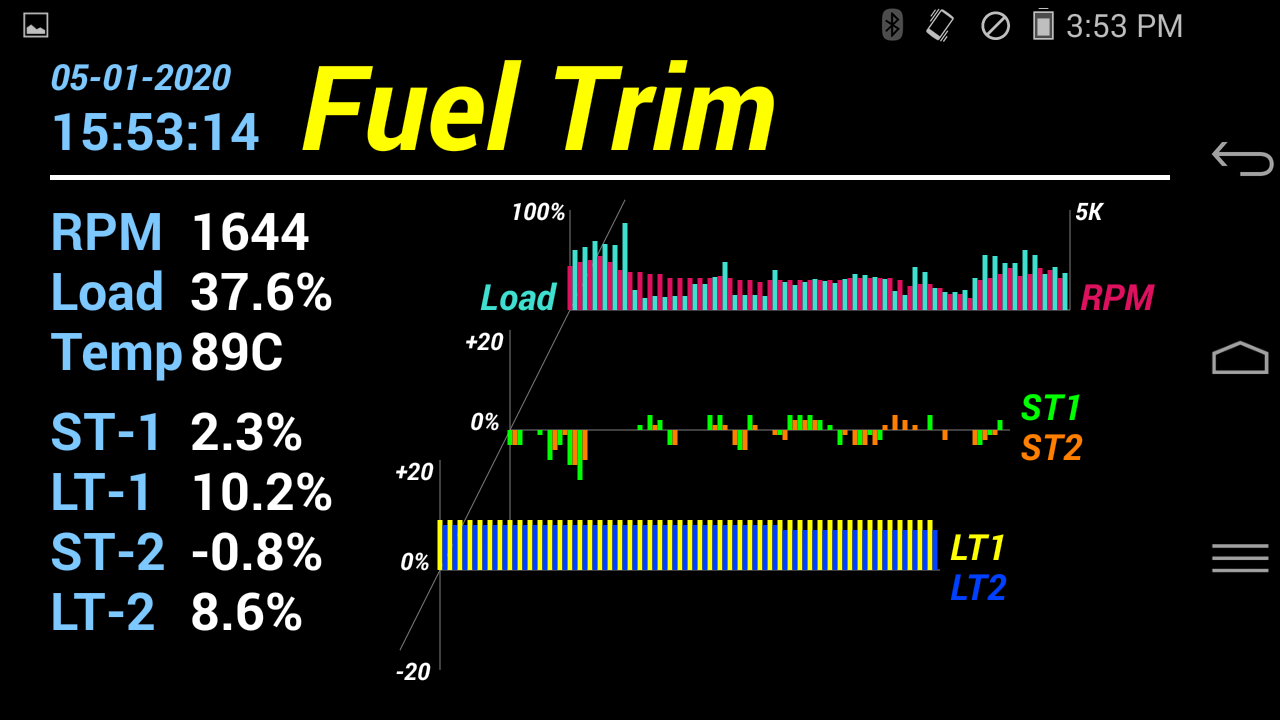 3:53 PM
05-01-2020
15:53:14
Fuel Trim
RPM 1644
Load 37.6%
Temp 89C
ST-1 2.3%
LT-1 10.2%
ST-2 -0.8%
LT-2 8.6%
100%
5K
Load
RPM
+20
0%
ST1
ST2
+20
0%
LT1
LT2
-20